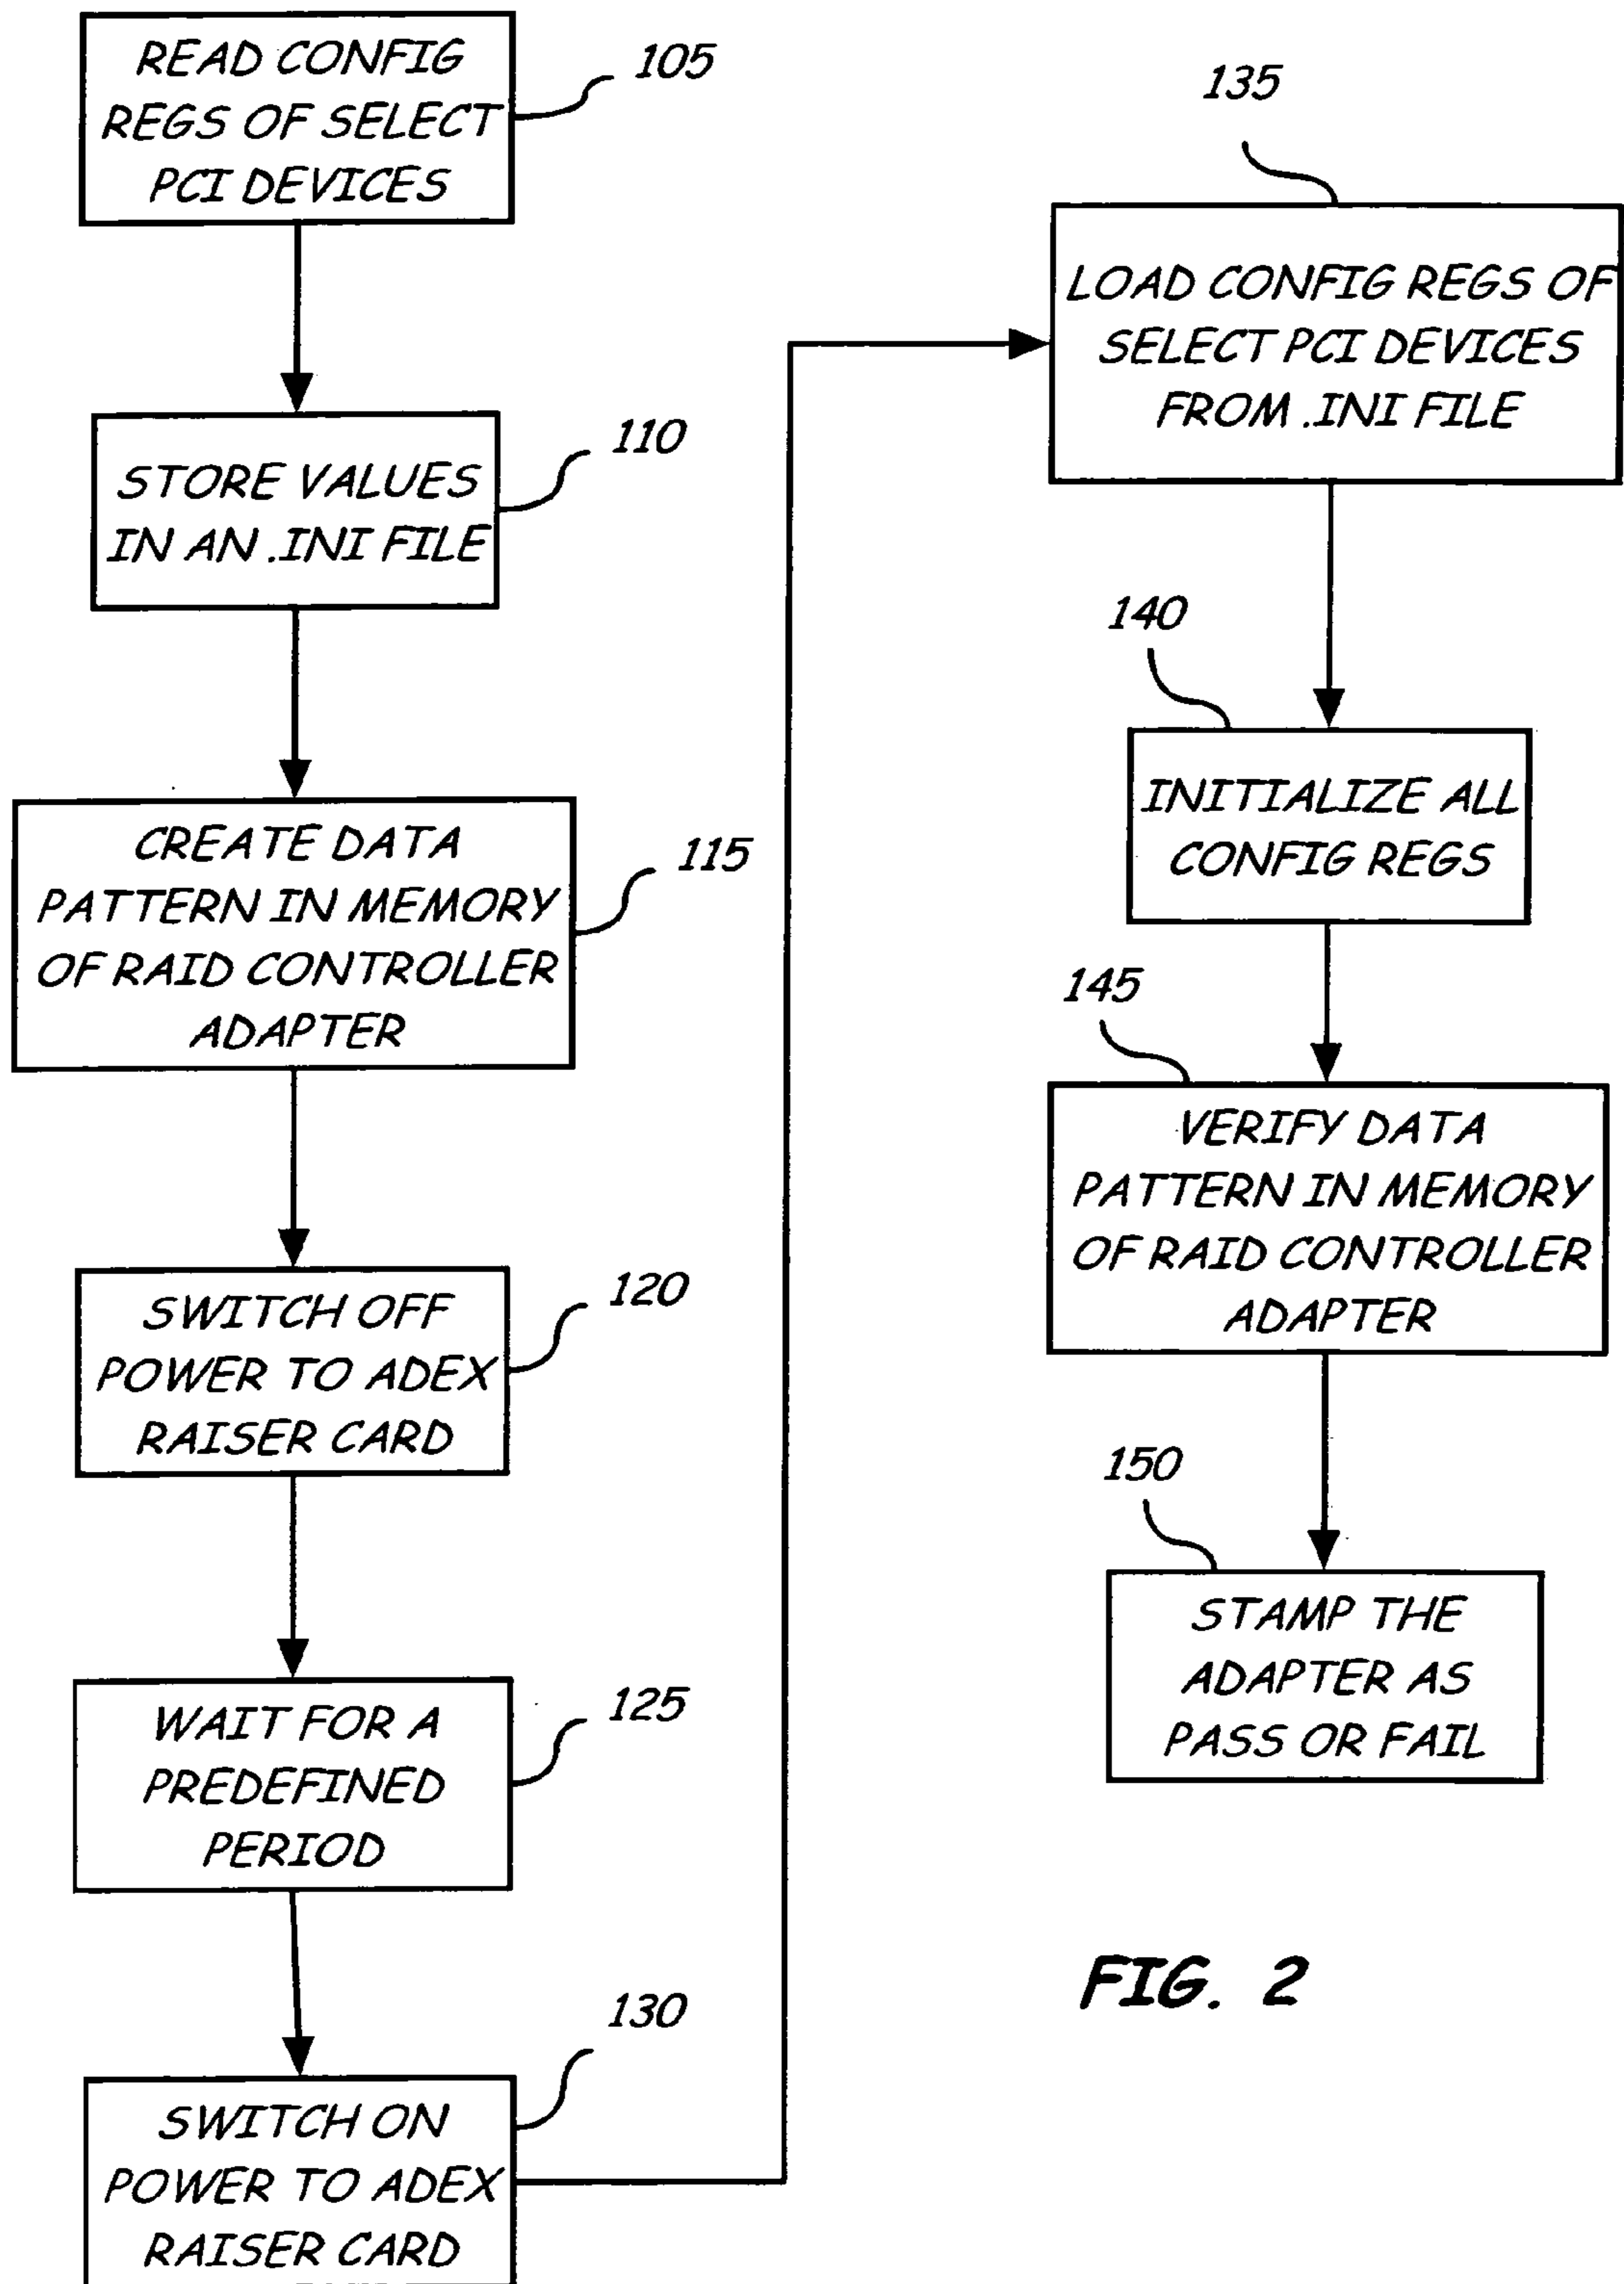 READ CONFIG
REGS OF SELECT
PCI DEVICES
105
STORE VALUES
IN AN .INI FILE
110
CREATE DATA
PATTERN IN MEMORY
OF RAID CONTROLLER
ADAPTER
115
SWITCH OFF
POWER TO ADEX
RAISER CARD
120
WAIT FOR A
PREDEFINED
PERIOD
125
SWITCH ON
POWER TO ADEX
RAISER CARD
130
135
LOAD CONFIG REGS OF
SELECT PCI DEVICES
FROM .INI FILE
140
INITIALIZE ALL
CONFIG REGS
145
VERIFY DATA
PATTERN IN MEMORY
OF RAID CONTROLLER
ADAPTER
150
STAMP THE
ADAPTER AS
PASS OR FAIL
FIG. 2